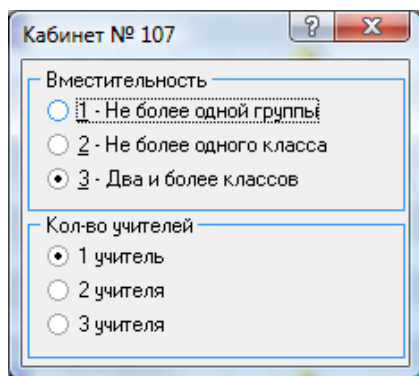 Кабинет № 107
Вместительность
1 - Не более одной группы
2 - Не более одного класса
3 - Два и более классов
Кол-во учителей
1 учитель
2 учителя
3 учителя